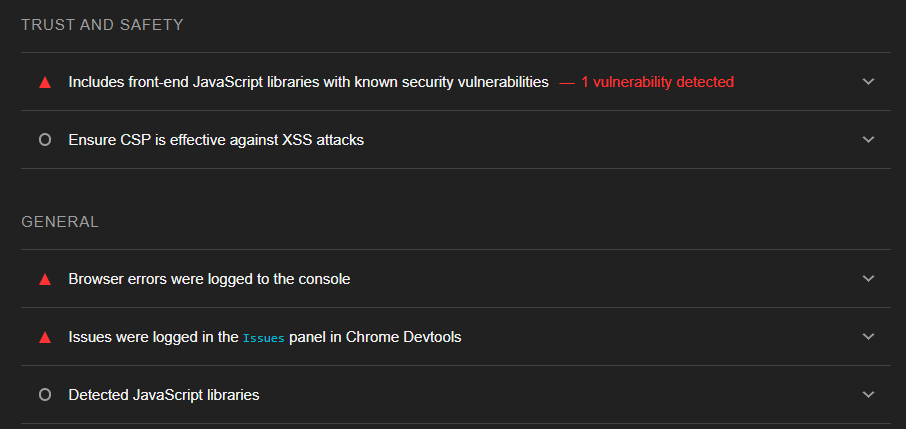 TRUST AND SAFETY
Includes front-end JavaScript libraries with known security vulnerabilities — 1 vulnerability detected
Ensure CSP is effective against XSS attacks
GENERAL
Browser errors were logged to the console
Issues were logged in the Issues panel in Chrome Devtools
Detected JavaScript libraries